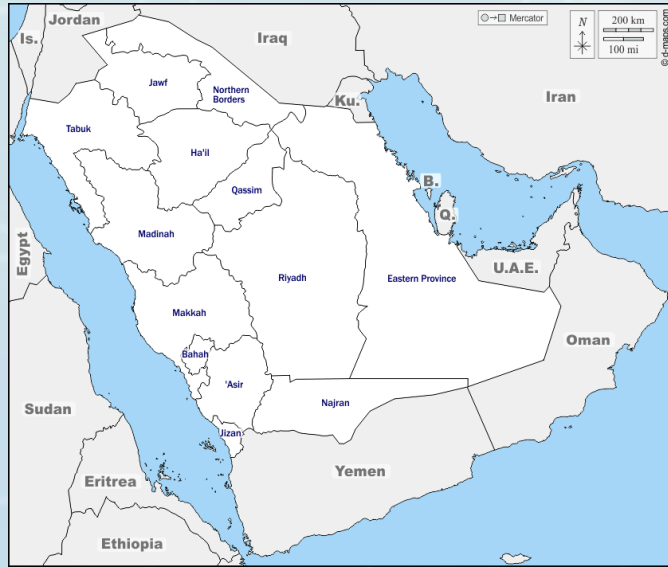 Jordan
Is.
Iraq
Mercator
N
200 km
100 mi
© d-maps.com
Iran
Ku.
Jawf
Northern
Borders
Tabuk
Ha'il
Qassim
B.
Q.
Madinah
Egypt
Riyadh
Eastern Province
U.A.E.
Makkah
Oman
Bahah
'Asir
Najran
Sudan
Jizan
Yemen
Eritrea
Ethiopia